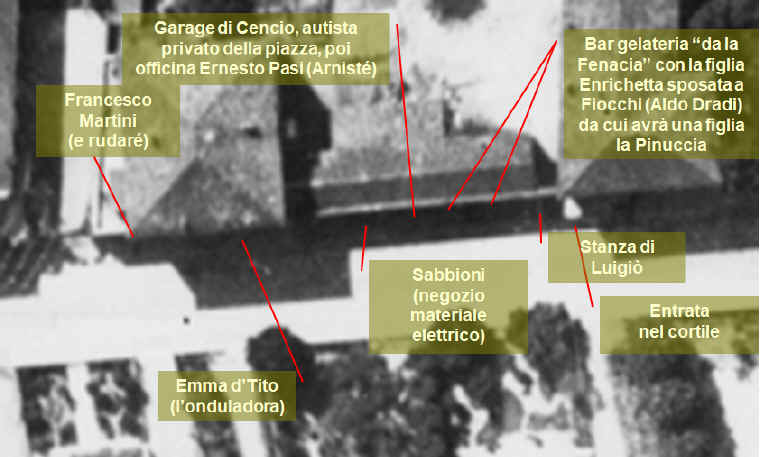 Garage di Cencio, autista
privato della piazza, poi
officina Ernesto Pasi (Arnisté)
Bar gelateria “da la
Fenacia” con la figlia
Enrichetta sposata a
Fiocchi (Aldo Dradi)
da cui avrà una figlia
la Pinuccia
Francesco
Martini
(e rudaré)
Stanza di
Luigiò
Sabbioni
(negozio
materiale
elettrico)
Entrata
nel cortile
Emma d’Tito
(l’onduladora)